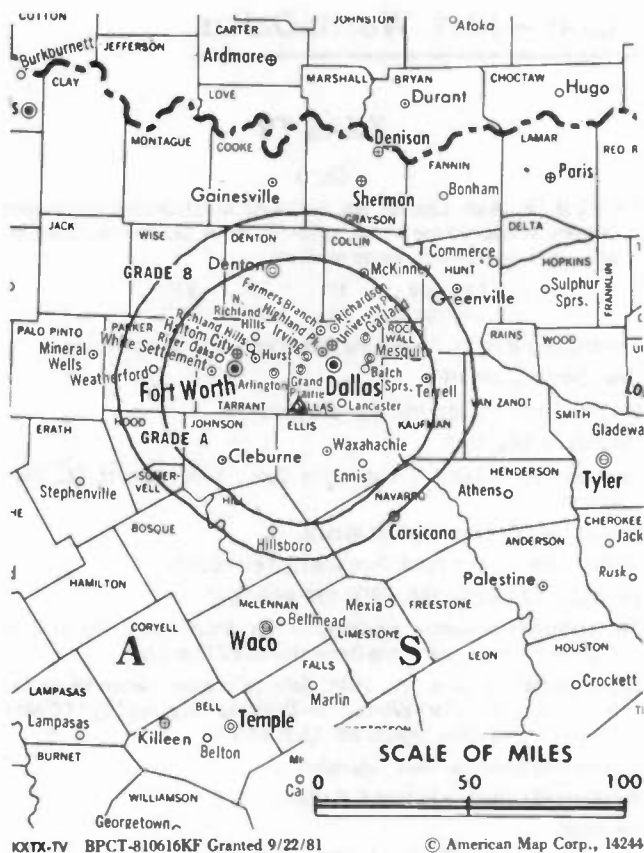 COTTON
CARTER
JOHNSTON
Atoka
Burkburnett
JEFFERSON
Ardmare
CLAY
LOVE
MARSHALL
BRYAN
CHOCTAW
Durant
Hugo
S
MONTAGUE
COOKE
Denisan
FANNIN
LAMAR
RED R
Gainesville
Sherman
Bonham
Paris
GRAYSON
JACK
WISE
DENTON
COLLIN
DELTA
Commerce
HUNT
HOPKINS
GRADE B
Denton
McKinney
Greenville
Sulphur
Sprs.
FRANKLIN
Farmers Branch
Richardson
N.
Richland
Hills
Highland Pk.
University Pk.
Garland
ROCK
WALL
RAINS
WOOD
PALO PINTO
PARKER
Richland Hills
Haltom City
River Oaks
White Settlement
Irving
Hurst
Mesquite
Mineral
Wells
Weatherford
Fort Worth
Arlington
Grand
Prairie
Dallas
Balch
Sprs.
Terrell
Lo
TARRANT
DALLAS
Lancaster
KAUFMAN
VAN ZANDT
SMITH
HOOD
JOHNSON
ELLIS
Gladewa
ERATH
GRADE A
Cleburne
Waxahachie
Ennis
HENDERSON
Tyler
Stephenville
SOMER-
VELL
HILL
NAVARRO
Athens
BOSQUE
Hillsboro
Corsicana
CHEROKEE
Jack
ANDERSON
Rusk
HAMILTON
Palestine
McLENNAN
Mexia
FREESTONE
Bellmead
CORYELL
Waco
LIMESTONE
A
S
LEON
HOUSTON
FALLS
Crockett
LAMPASAS
Marlin
BELL
Temple
Lampasas
Killeen
Belton
BURNET
SCALE OF MILES
0 50 100
WILLIAMSON
Georgetown
KXTX-TV BPCT-810616KF Granted 9/22/81
© American Map Corp., 14244